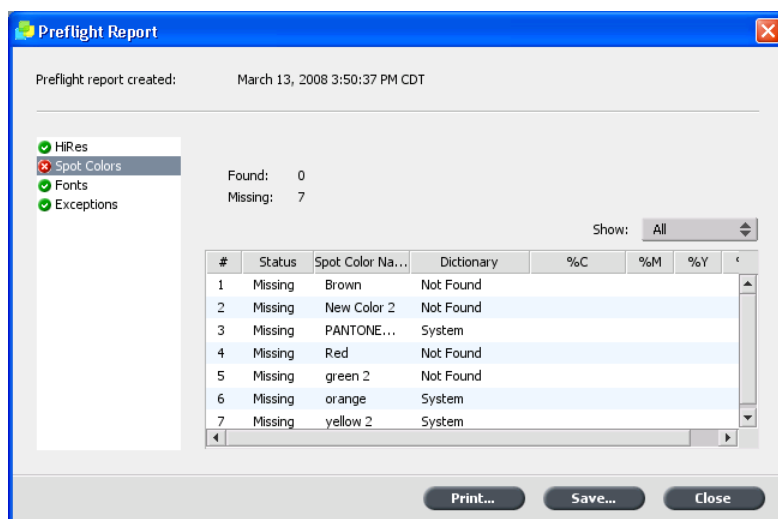 Preflight Report
Preflight report created: March 13, 2008 3:50:37 PM CDT
HiRes
Spot Colors
Fonts
Exceptions
Found: 0
Missing: 7
Show: All
# Status Spot Color Na... Dictionary %C %M %Y
1 Missing Brown Not Found
2 Missing New Color 2 Not Found
3 Missing PANTONE... System
4 Missing Red Not Found
5 Missing green 2 Not Found
6 Missing orange System
7 Missing yellow 2 System
Print... Save... Close